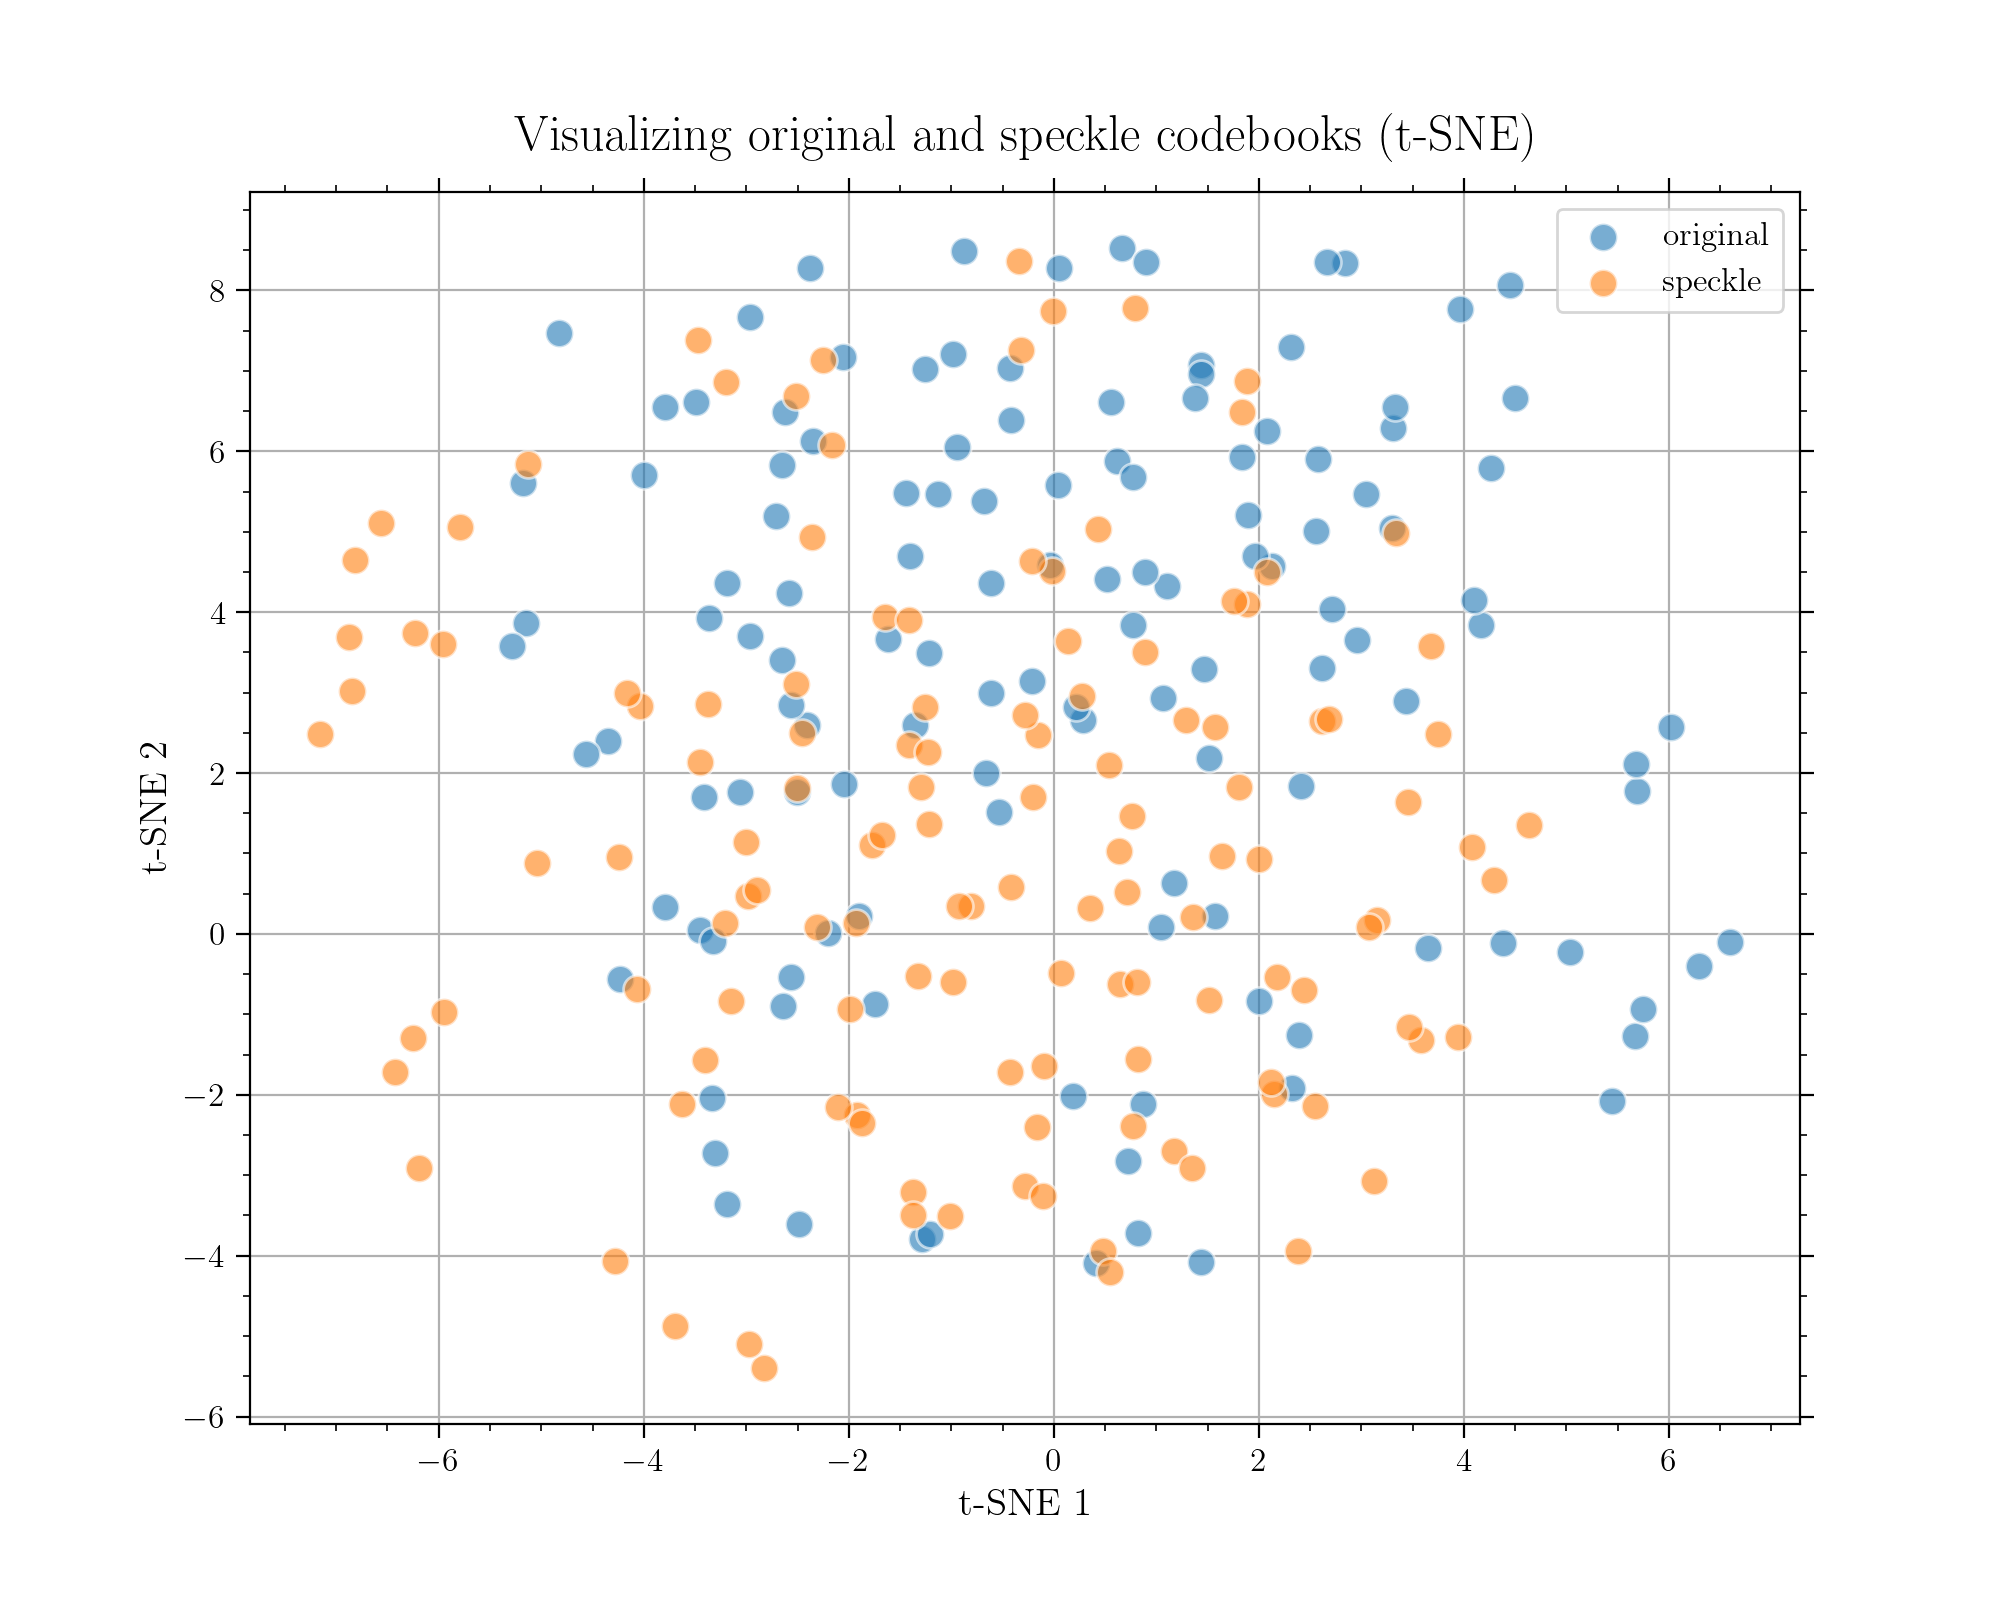 Visualizing original and speckle codebooks (t-SNE)
original
speckle
8
6
4
2
0
−2
−4
−6
t-SNE 2
−6 −4 −2 0 2 4 6
t-SNE 1